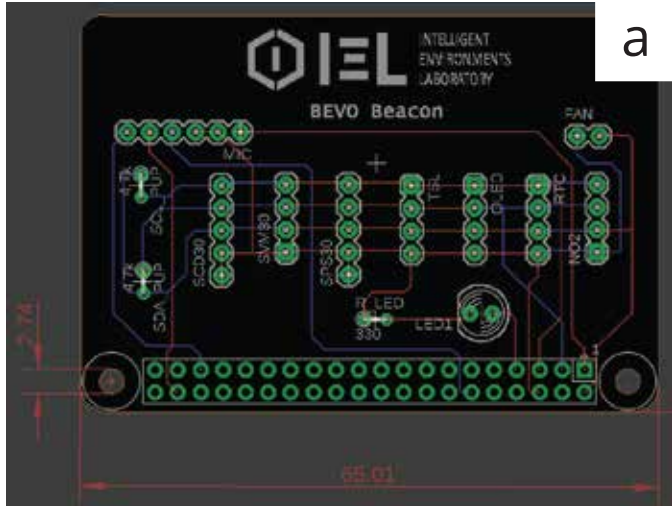 a
IEL
INTELLIGENT
ENVIRONMENTS
LABORATORY
BEVO Beacon
FAN
MIC
4.7k
SCL PUP
4.7k
SDA PUP
SCD30
SVM30
SPS30
TSL
OLED
RTC
NO2
R_LED
330
LED1
2.74
65.01